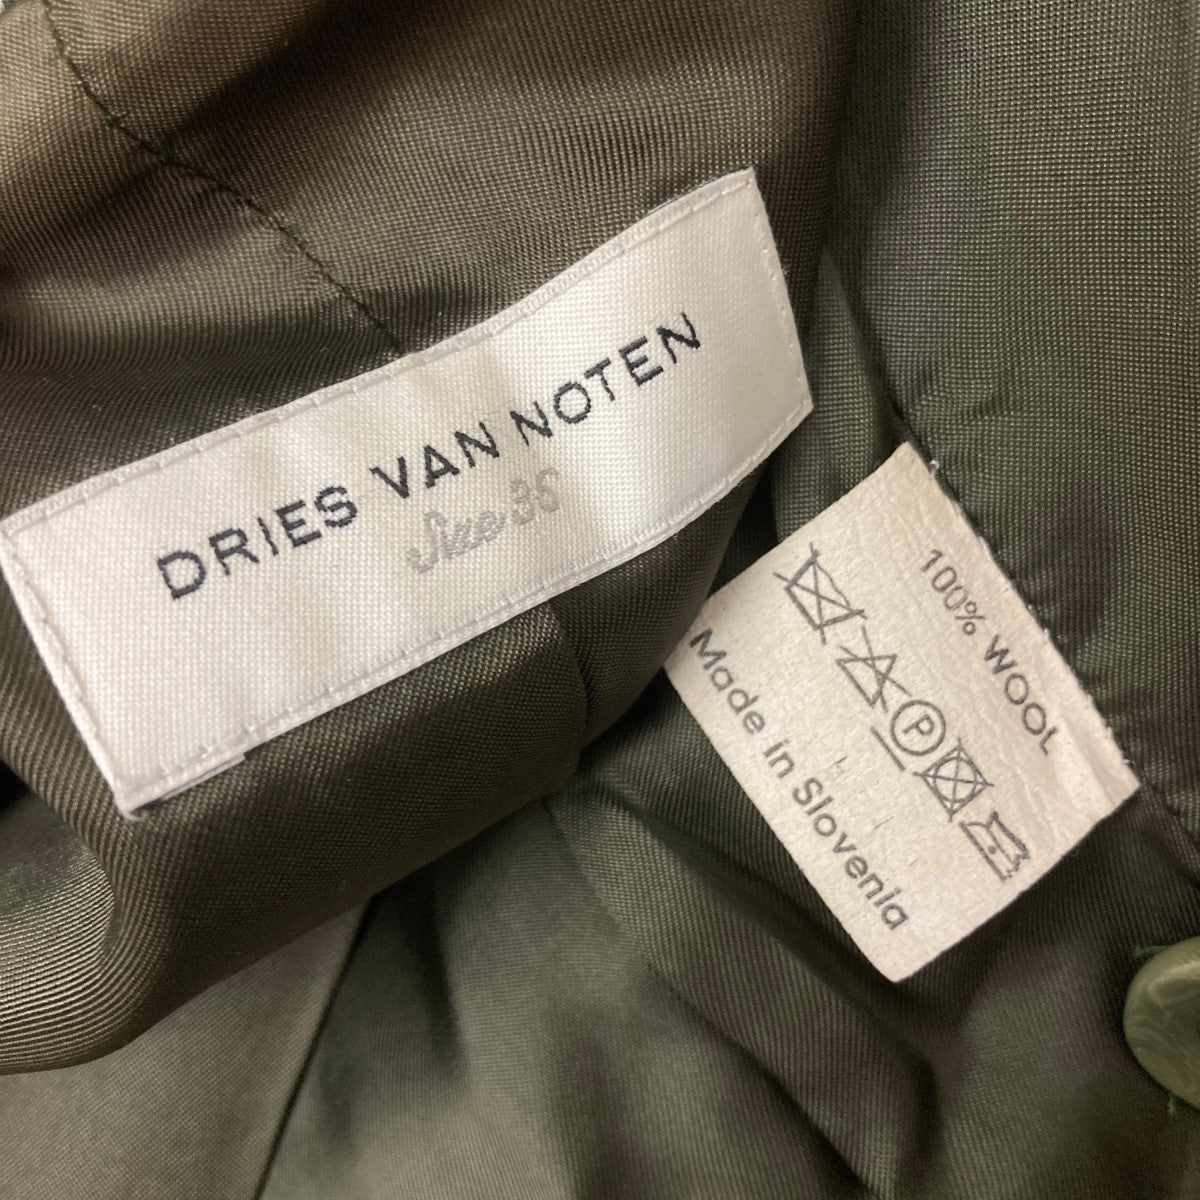 DRIES VAN NOTEN
Size 36
100% WOOL
P
Made in Slovenia